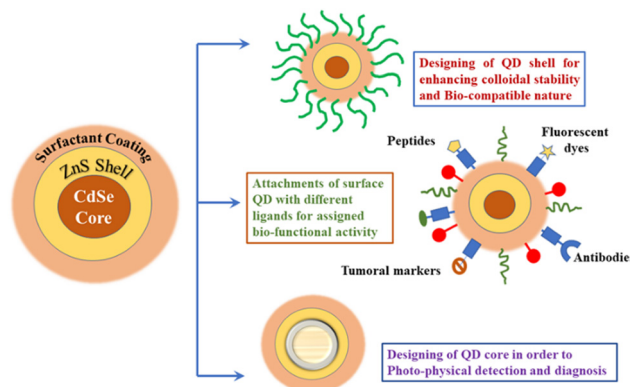 Surfactant Coating
ZnS Shell
CdSe
Core
Designing of QD shell for
enhancing colloidal stability
and Bio-compatible nature
Attachments of surface
QD with different
ligands for assigned
bio-functional activity
Peptides
Fluorescent
dyes
Tumoral markers
Antibodie
Designing of QD core in order to
Photo-physical detection and diagnosis